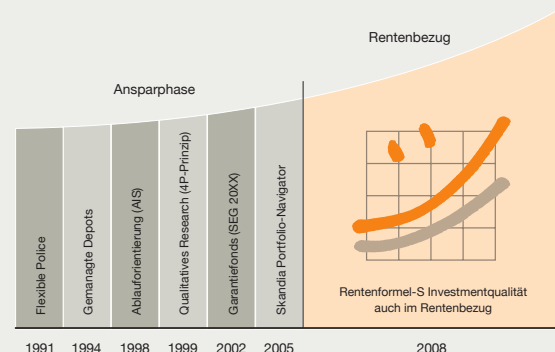 Rentenbezug
Ansparphase
Flexible Police
Gemanagte Depots
Ablauforientierung (AIS)
Qualitatives Research (4P-Prinzip)
Garantiefonds (SEG 20XX)
Skandia Portfolio-Navigator
Rentenformel-S Investmentqualität
auch im Rentenbezug
1991 1994 1998 1999 2002 2005 2008